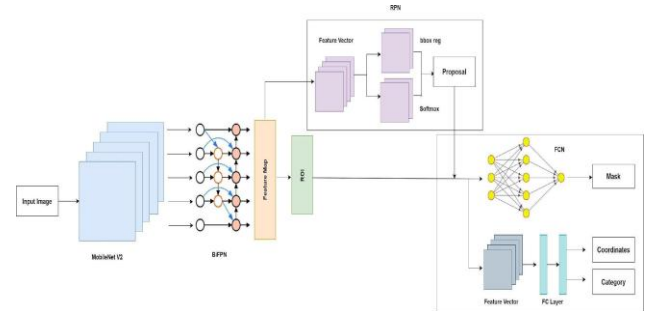 RPN
Feature Vector
bbox reg
Proposal
Softmax
FCN
Mask
Feature Map
ROI
Input Image
MobileNet V2
BiFPN
Coordinates
Category
Feature Vector
FC Layer